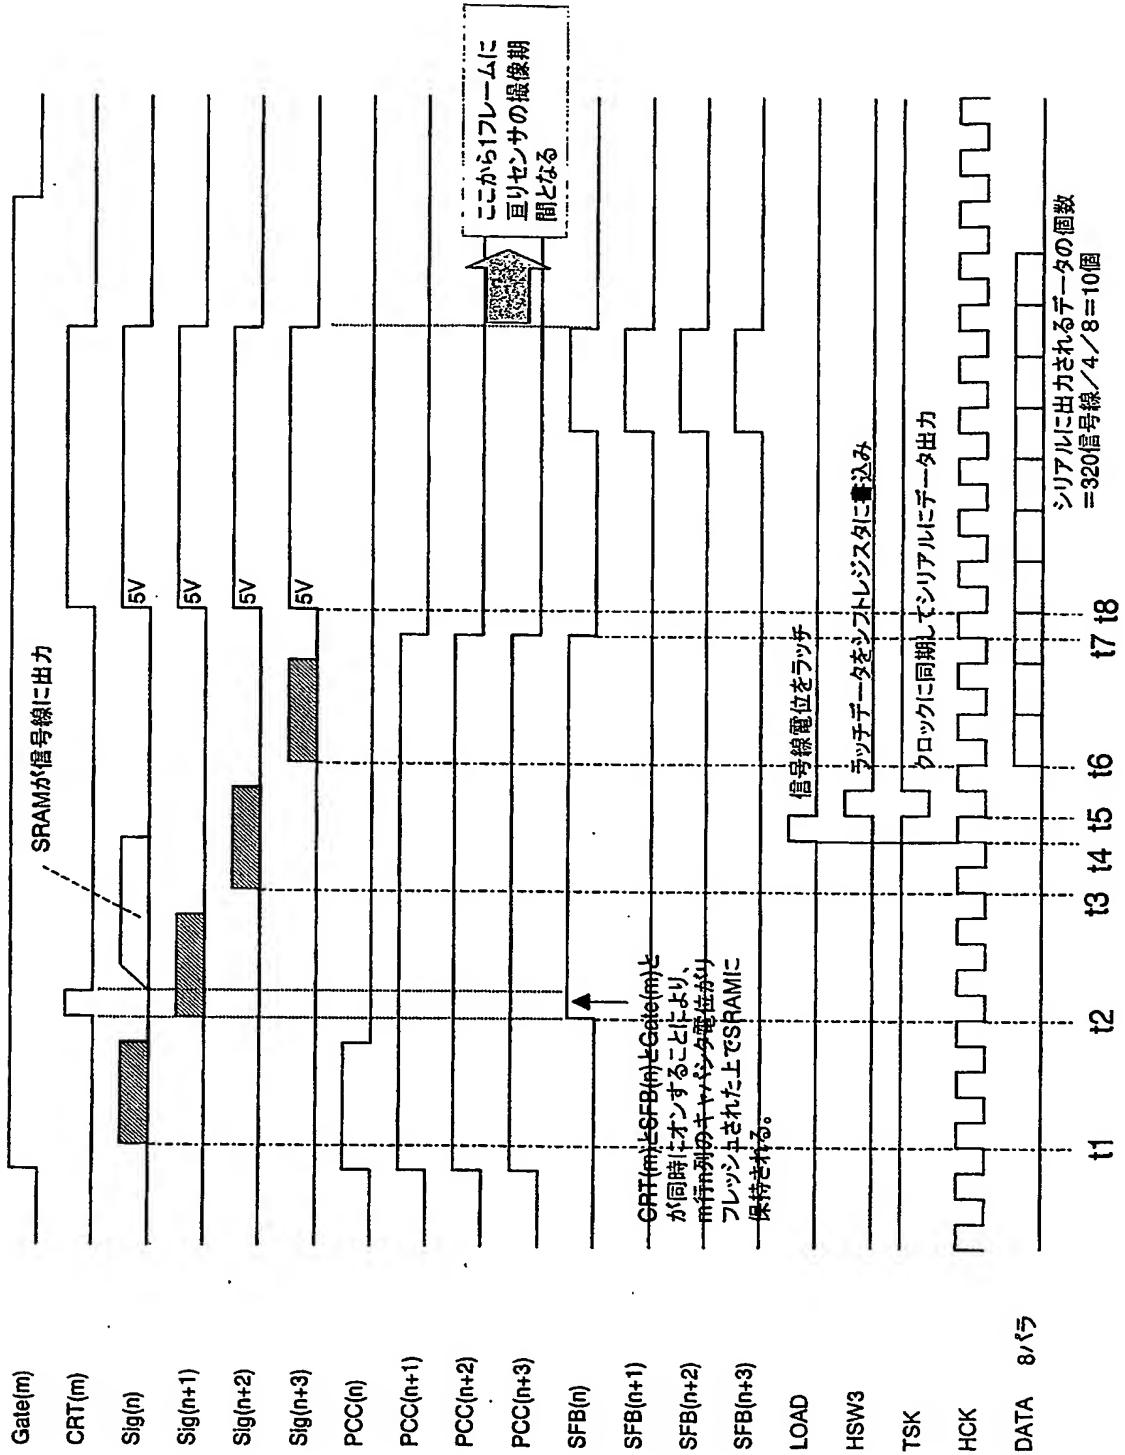 Gate(m)
CRT(m)
Sig(n)
Sig(n+1)
Sig(n+2)
Sig(n+3)
PCC(n)
PCC(n+1)
PCC(n+2)
PCC(n+3)
SFB(n)
SFB(n+1)
SFB(n+2)
SFB(n+3)
LOAD
HSW3
TSK
HCK
DATA 8パラ
SRAMが信号線に出力
5V
5V
5V
5V
ここから1フレームに
亘りセンサの撮像期
間となる
CRT(m)とSFB(n)とGate(m)と
が同時にオンすることにより、
m行n列のキャパシタ電位がリ
フレッシュされた上でSRAMに
保持される。
信号線電位をラッチ
ラッチデータをシフトレジスタに書込み
クロックに同期してシリアルにデータ出力
シリアルに出力されるデータの個数
=320信号線/4/8=10個
t1
t2
t3
t4
t5
t6
t7
t8